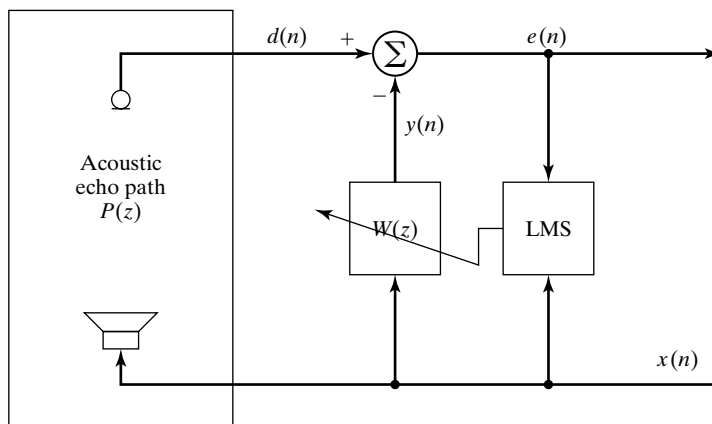 d(n)
+
Σ
e(n)
−
y(n)
Acoustic
echo path
P(z)
W(z)
LMS
x(n)